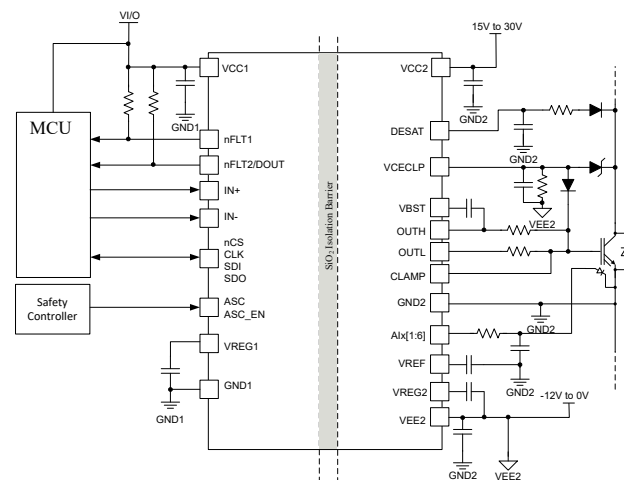 VI/O
15V to 30V
VCC1
VCC2
GND1
GND2
MCU
DESAT
nFLT1
GND2
nFLT2/DOUT
VCECLP
IN+
VBST
VEE2
IN-
OUTH
OUTL
nCS
CLK
SDI
SDO
CLAMP
Safety
Controller
ASC
ASC_EN
GND2
GND2
AIx[1:6]
VREG1
VREF
GND2
GND1
VREG2
-12V to 0V
GND1
VEE2
GND2
VEE2
SiO2 Isolation Barrier
Z